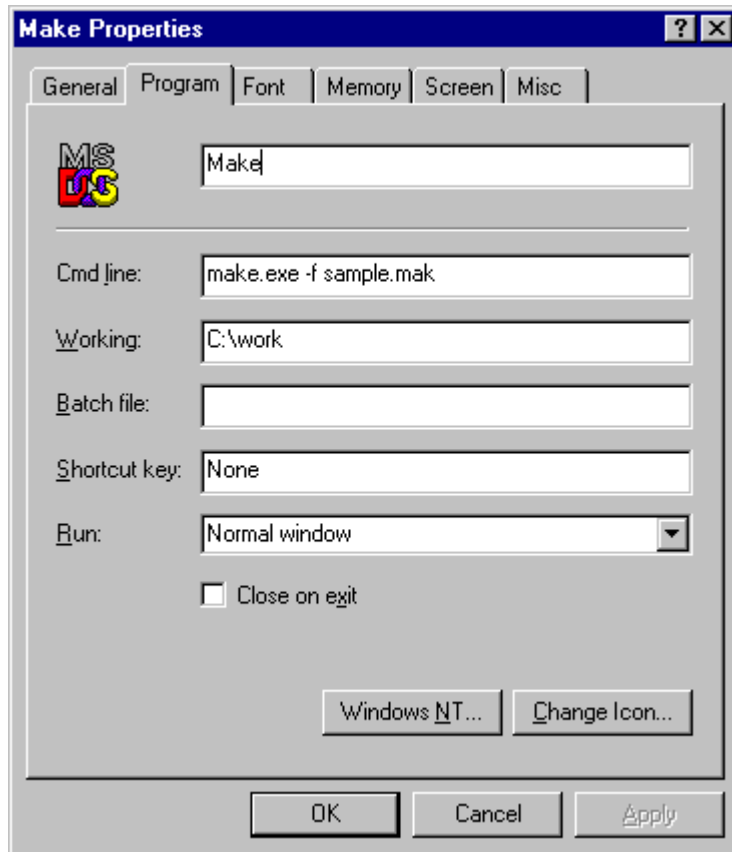 Make Properties
General Program Font Memory Screen Misc
MS
DOS
Make
Cmd line: make.exe -f sample.mak
Working: C:\work
Batch file:
Shortcut key: None
Run: Normal window
Close on exit
Windows NT... Change Icon...
OK Cancel Apply